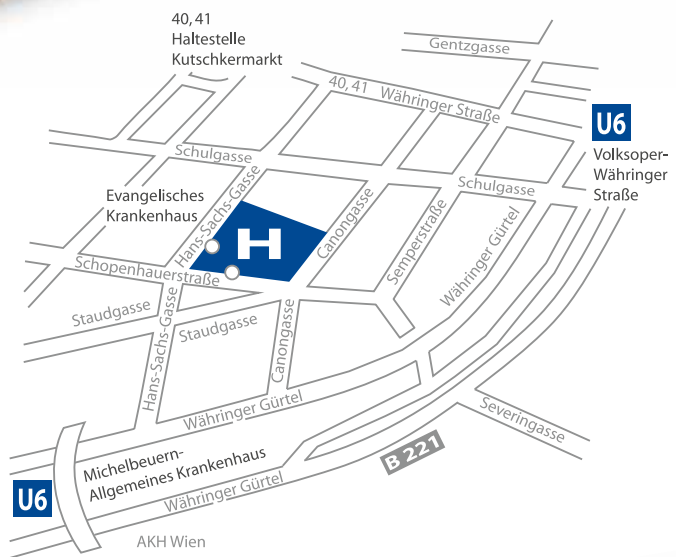 40, 41
Haltestelle
Kutschkermarkt
Gentzgasse
40, 41 Währinger Straße
U6
Volksoper-
Währinger
Straße
Schulgasse
Schulgasse
Evangelisches
Krankenhaus
Hans-Sachs-Gasse
H
Canongasse
Semperstraße
Währinger Gürtel
Schopenhauerstraße
Staudgasse
Staudgasse
Hans-Sachs-Gasse
Canongasse
Währinger Gürtel
Severingasse
B 221
Michelbeuern-
Allgemeines Krankenhaus
U6
Währinger Gürtel
AKH Wien